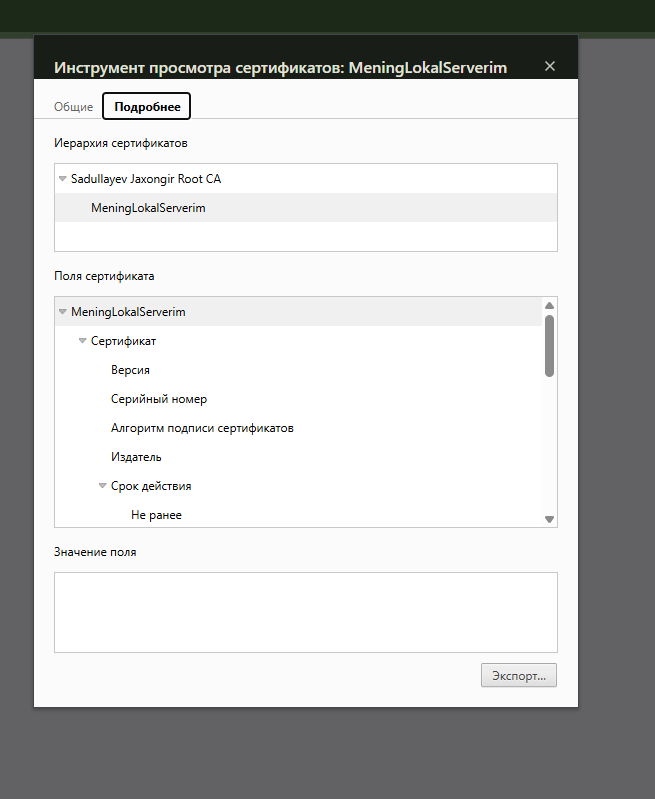 Инструмент просмотра сертификатов: MeningLokalServerim
Общие Подробнее
Иерархия сертификатов
Sadullayev Jaxongir Root CA
MeningLokalServerim
Поля сертификата
MeningLokalServerim
Сертификат
Версия
Серийный номер
Алгоритм подписи сертификатов
Издатель
Срок действия
Не ранее
Значение поля
Экспорт...